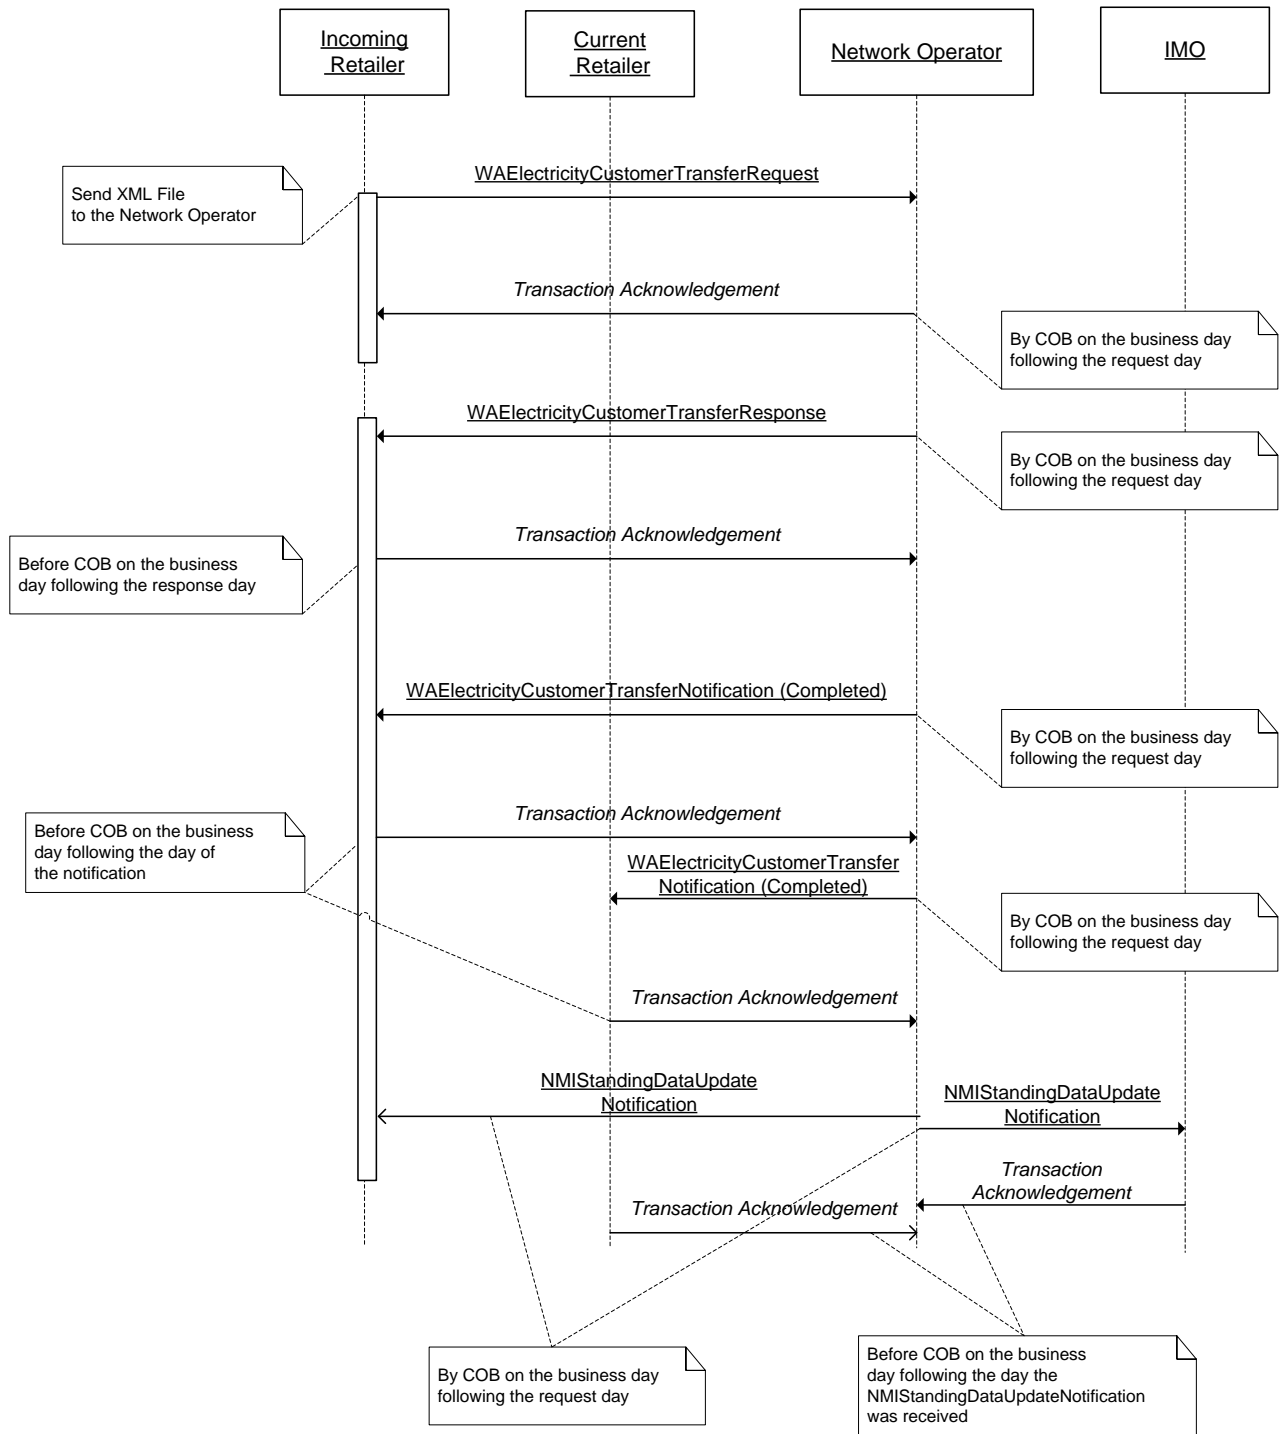 Incoming
Retailer
Current
Retailer
Network Operator
IMO
WAElectricityCustomerTransferRequest
Send XML File
to the Network Operator
Transaction Acknowledgement
By COB on the business day
following the request day
WAElectricityCustomerTransferResponse
By COB on the business day
following the request day
Transaction Acknowledgement
Before COB on the business
day following the response day
WAElectricityCustomerTransferNotification (Completed)
By COB on the business day
following the request day
Transaction Acknowledgement
Before COB on the business
day following the day of
the notification
WAElectricityCustomerTransfer
Notification (Completed)
By COB on the business day
following the request day
Transaction Acknowledgement
NMIStandingDataUpdate
Notification
NMIStandingDataUpdate
Notification
Transaction
Acknowledgement
Transaction Acknowledgement
By COB on the business day
following the request day
Before COB on the business
day following the day the
NMIStandingDataUpdateNotification
was received